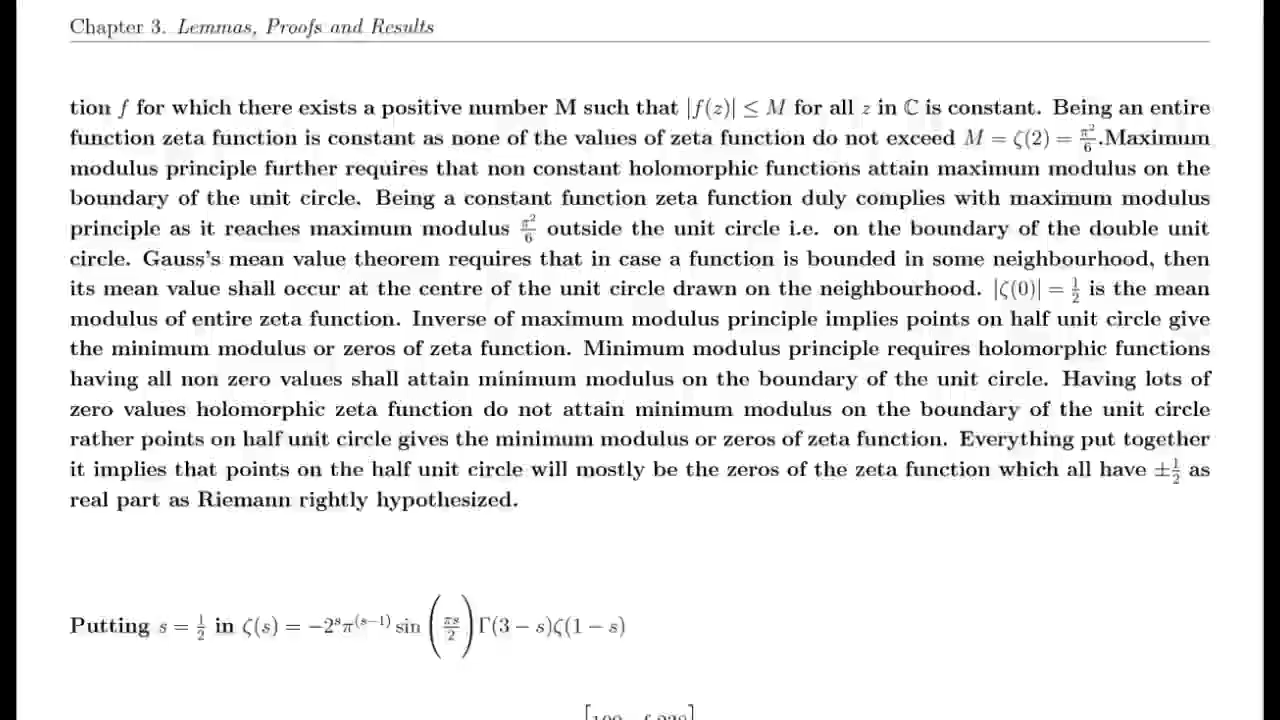 Chapter 3. Lemmas, Proofs and Results
tion f for which there exists a positive number M such that |f(z)| ≤ M for all z in ℂ is constant. Being an entire
function zeta function is constant as none of the values of zeta function do not exceed M = ζ(2) = π²/6.Maximum
modulus principle further requires that non constant holomorphic functions attain maximum modulus on the
boundary of the unit circle. Being a constant function zeta function duly complies with maximum modulus
principle as it reaches maximum modulus π²/6 outside the unit circle i.e. on the boundary of the double unit
circle. Gauss's mean value theorem requires that in case a function is bounded in some neighbourhood, then
its mean value shall occur at the centre of the unit circle drawn on the neighbourhood. |ζ(0)| = 1/2 is the mean
modulus of entire zeta function. Inverse of maximum modulus principle implies points on half unit circle give
the minimum modulus or zeros of zeta function. Minimum modulus principle requires holomorphic functions
having all non zero values shall attain minimum modulus on the boundary of the unit circle. Having lots of
zero values holomorphic zeta function do not attain minimum modulus on the boundary of the unit circle
rather points on half unit circle gives the minimum modulus or zeros of zeta function. Everything put together
it implies that points on the half unit circle will mostly be the zeros of the zeta function which all have ±1/2 as
real part as Riemann rightly hypothesized.
Putting s = 1/2 in ζ(s) = −2^s π^(s−1) sin(πs/2) Γ(3 − s)ζ(1 − s)